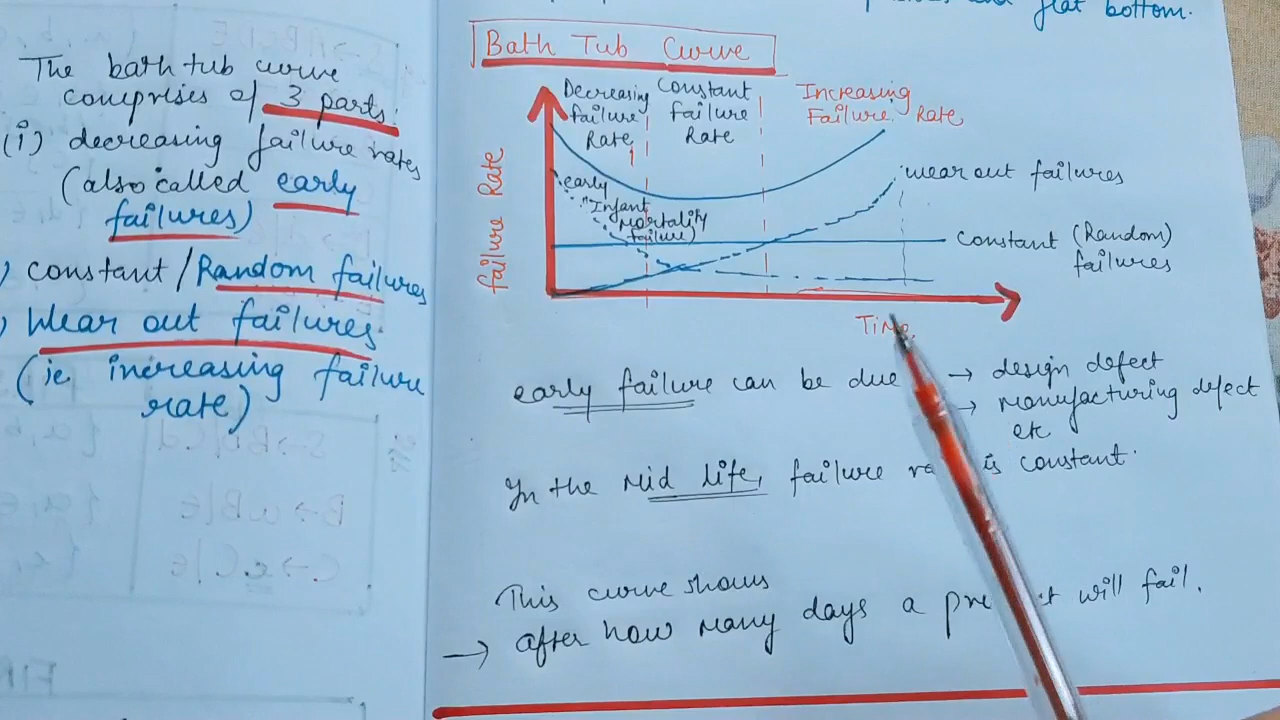 The bath tub curve
comprises of 3 parts:
(i) decreasing failure rates
(also called early
failures)
) constant / Random failures
) Wear out failures.
(ie increasing failure
rate)
and flat bottom.
Bath Tub Curve
Decreasing
failure
Rate
Constant
failure
Rate
Increasing
Failure Rate
Failure Rate
early
"Infant
mortality
failure)
wear out failures
Constant (Random)
failures
Time
early failure can be due → design defect
→ Manufacturing defect
etc
In the Mid life, failure is constant.
This curve shows
→ after how many days a will fail.